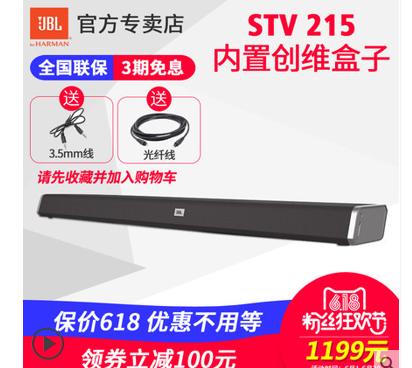 JBL
by HARMAN
官方专卖店
STV 215
内置创维盒子
全国联保
3期免息
送
送
3.5mm线
光纤线
请先收藏并加入购物车
JBL
6.18
粉丝狂欢节
保价618 优惠不用等
1199元
领券立减100元